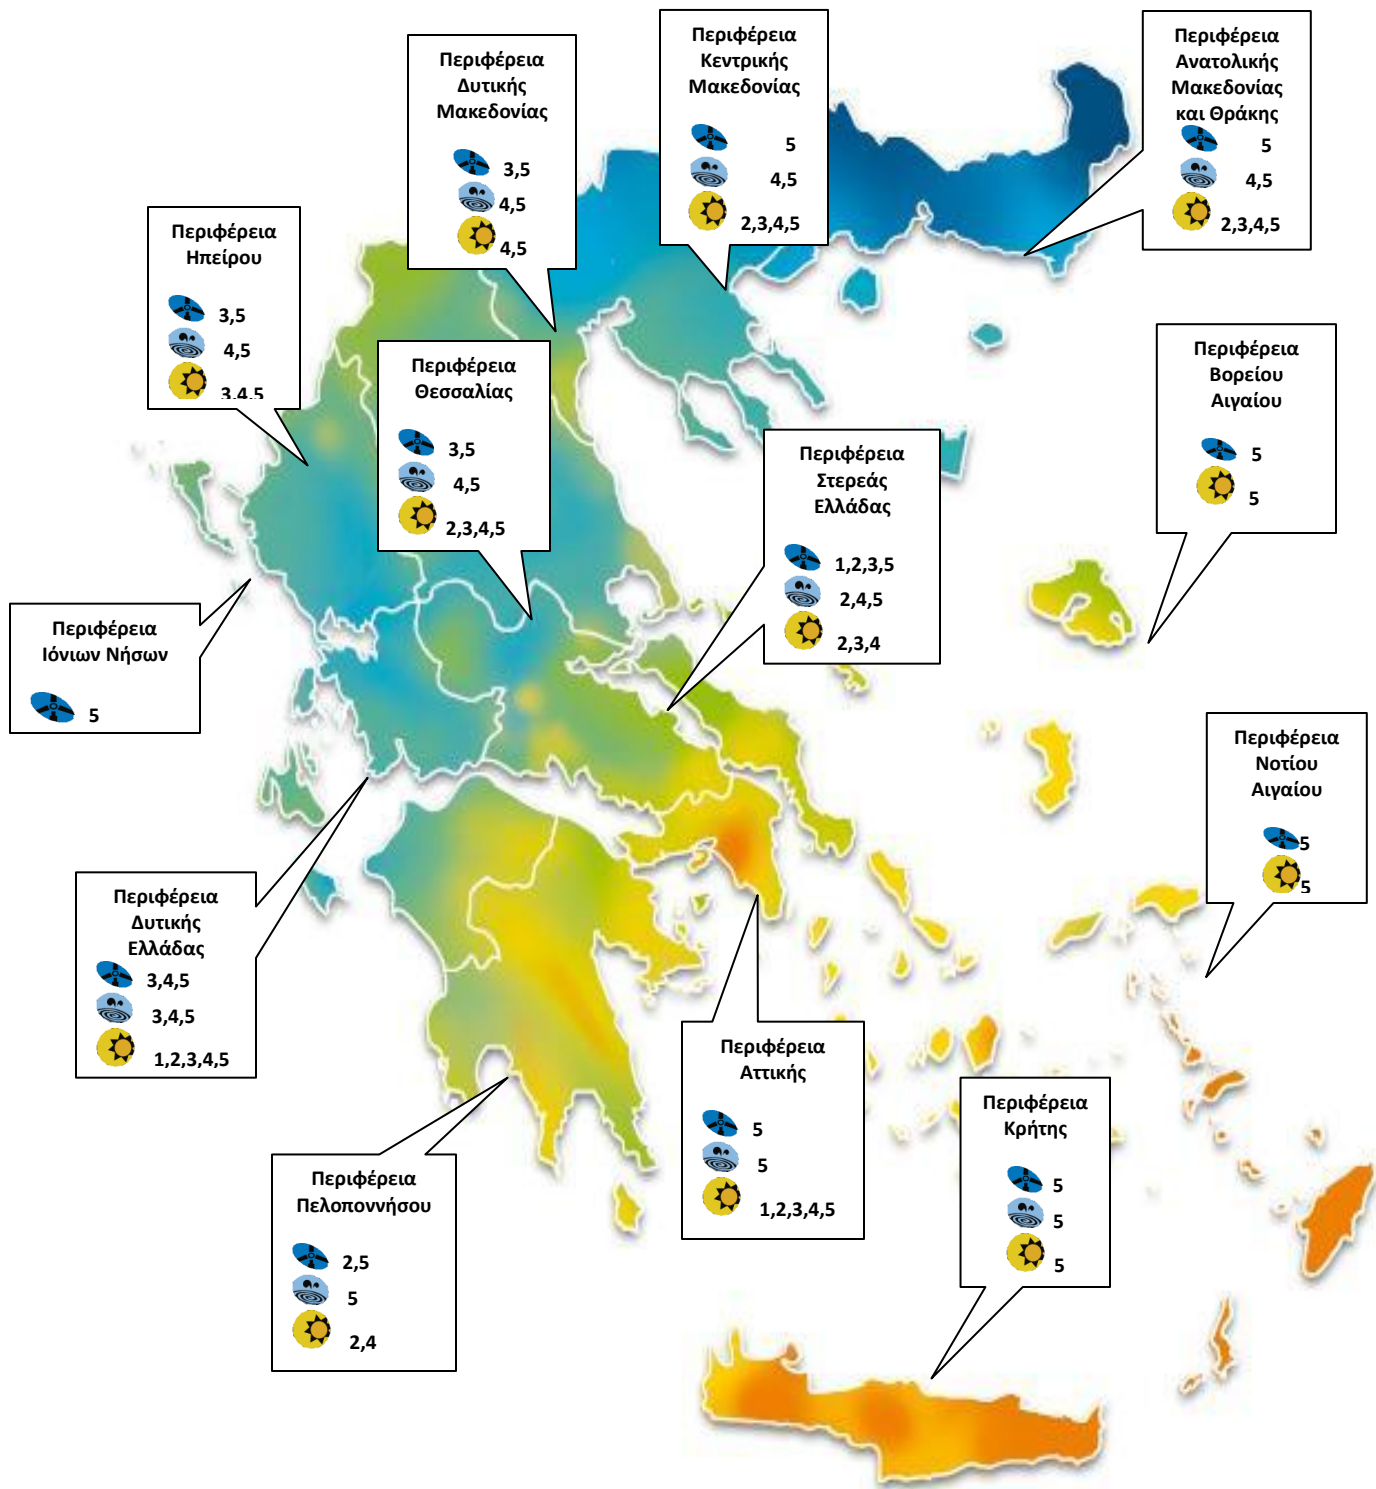 Περιφέρεια
Κεντρικής
Μακεδονίας
5
4,5
2,3,4,5
Περιφέρεια
Ανατολικής
Μακεδονίας
και Θράκης
5
4,5
2,3,4,5
Περιφέρεια
Δυτικής
Μακεδονίας
3,5
4,5
4,5
Περιφέρεια
Ηπείρου
3,5
4,5
3,4,5
Περιφέρεια
Θεσσαλίας
3,5
4,5
2,3,4,5
Περιφέρεια
Βορείου
Αιγαίου
5
5
Περιφέρεια
Στερεάς
Ελλάδας
1,2,3,5
2,4,5
2,3,4
Περιφέρεια
Ιόνιων Νήσων
5
Περιφέρεια
Νοτίου
Αιγαίου
5
5
Περιφέρεια
Δυτικής
Ελλάδας
3,4,5
3,4,5
1,2,3,4,5
Περιφέρεια
Αττικής
5
5
1,2,3,4,5
Περιφέρεια
Κρήτης
5
5
5
Περιφέρεια
Πελοποννήσου
2,5
5
2,4